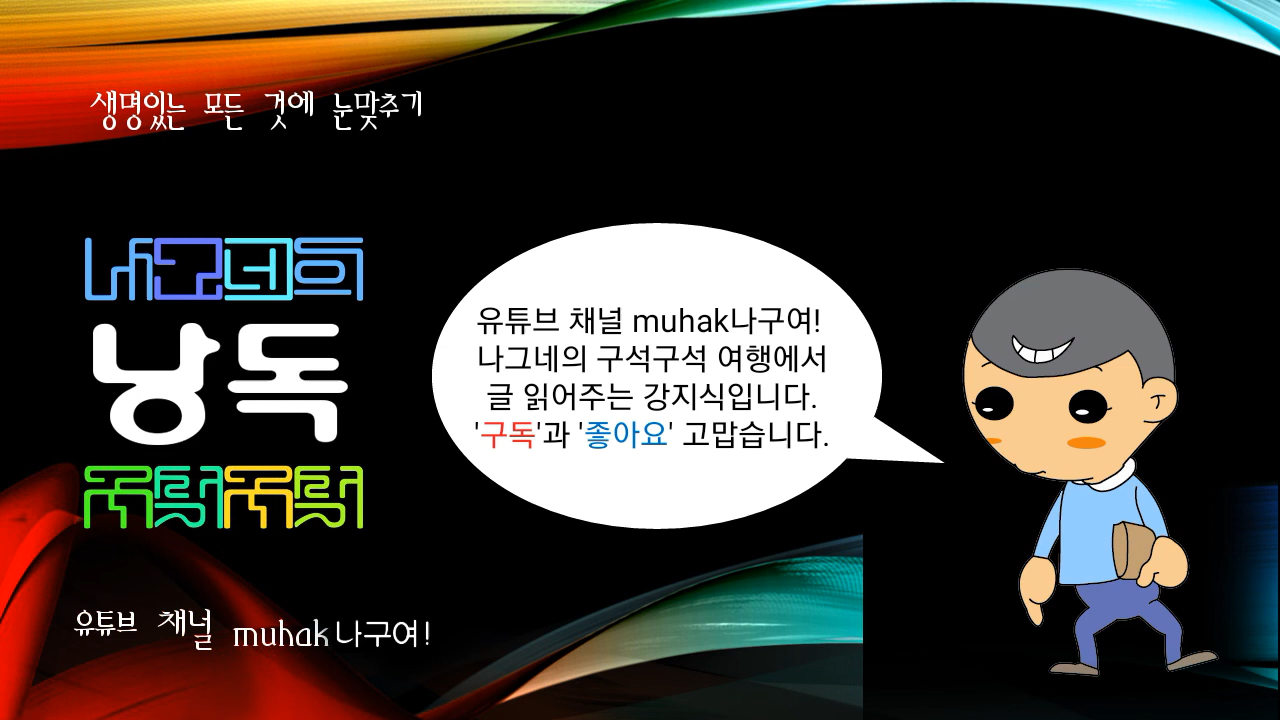 생명있는 모든 것에 눈맞추기
나그네의
낭독
구석구석
유튜브 채널 muhak나구여!
나그네의 구석구석 여행에서
글 읽어주는 강지식입니다.
'구독'과 '좋아요' 고맙습니다.
유튜브 채널 muhak나구여!